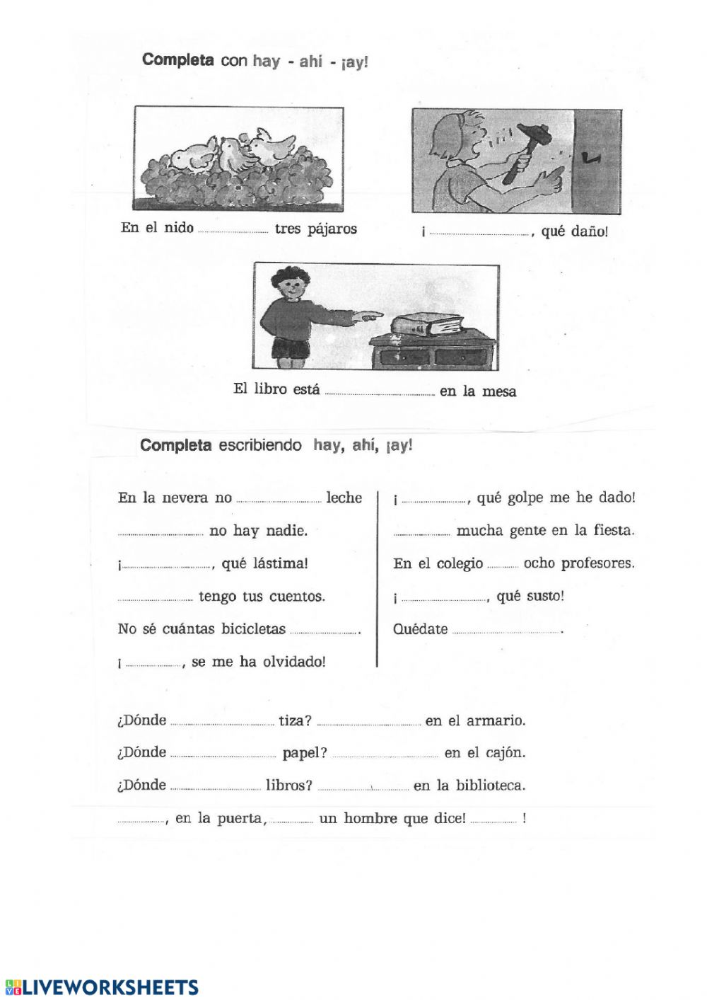 Completa con hay - ahí - ¡ay!
En el nido ........................ tres pájaros
¡ ........................ , qué daño!
El libro está ........................ en la mesa
Completa escribiendo hay, ahí, ¡ay!
En la nevera no ........................ leche
........................ no hay nadie.
¡........................ , qué lástima!
........................ tengo tus cuentos.
No sé cuántas bicicletas ........................ .
¡ ........................ , se me ha olvidado!
¡ ........................ , qué golpe me he dado!
........................ mucha gente en la fiesta.
En el colegio ............ ocho profesores.
¡ ........................ , qué susto!
Quédate ........................ .
¿Dónde ........................ tiza? ........................ en el armario.
¿Dónde ........................ papel? ........................ en el cajón.
¿Dónde ........................ libros? ........................ en la biblioteca.
................ , en la puerta, ................ un hombre que dice! ................ !
LIVE LIVEWORKSHEETS